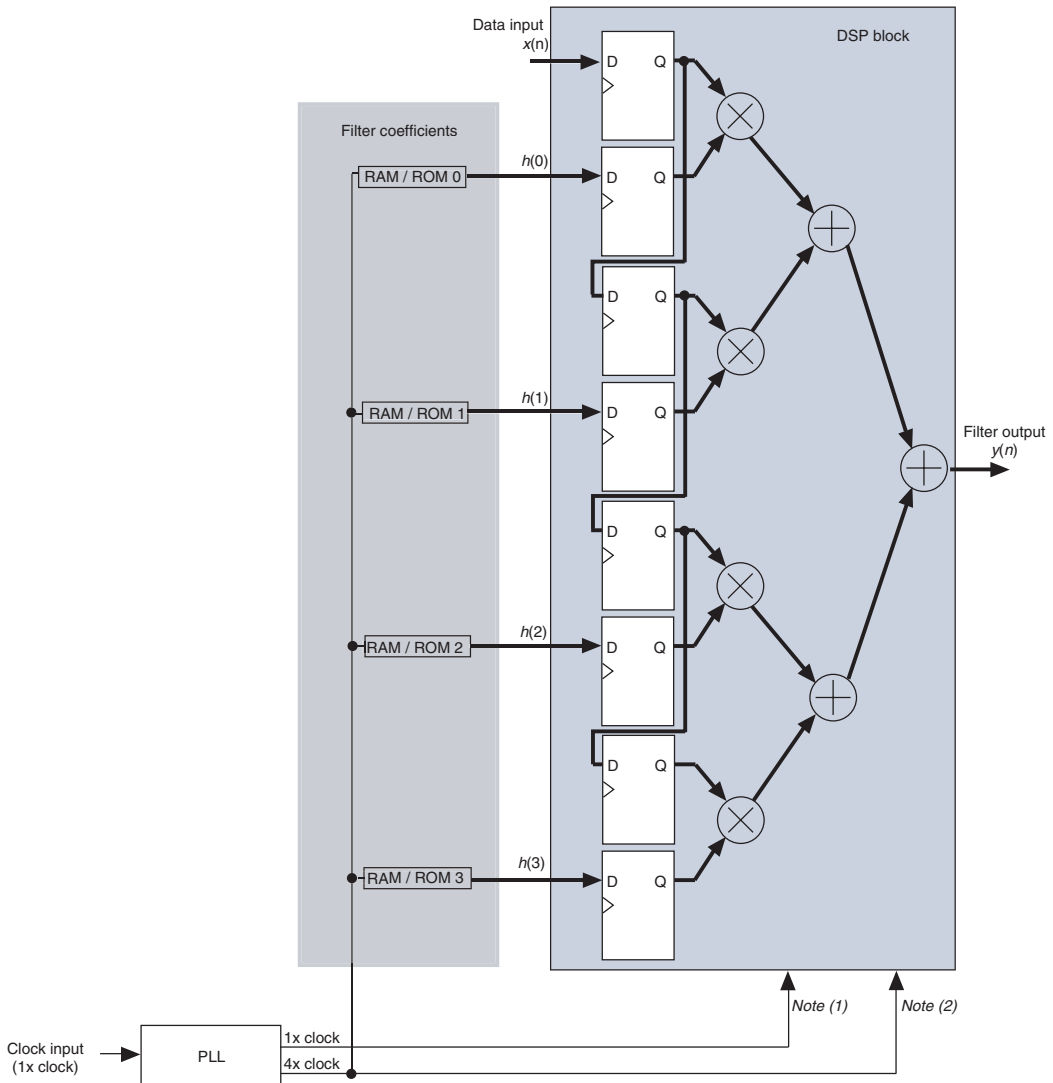 Data input
x(n)
DSP block
D Q
Filter coefficients
RAM / ROM 0
h(0)
D Q
D Q
RAM / ROM 1
h(1)
D Q
Filter output
y(n)
D Q
RAM / ROM 2
h(2)
D Q
D Q
RAM / ROM 3
h(3)
D Q
Note (1)
Note (2)
Clock input
(1x clock)
PLL
1x clock
4x clock